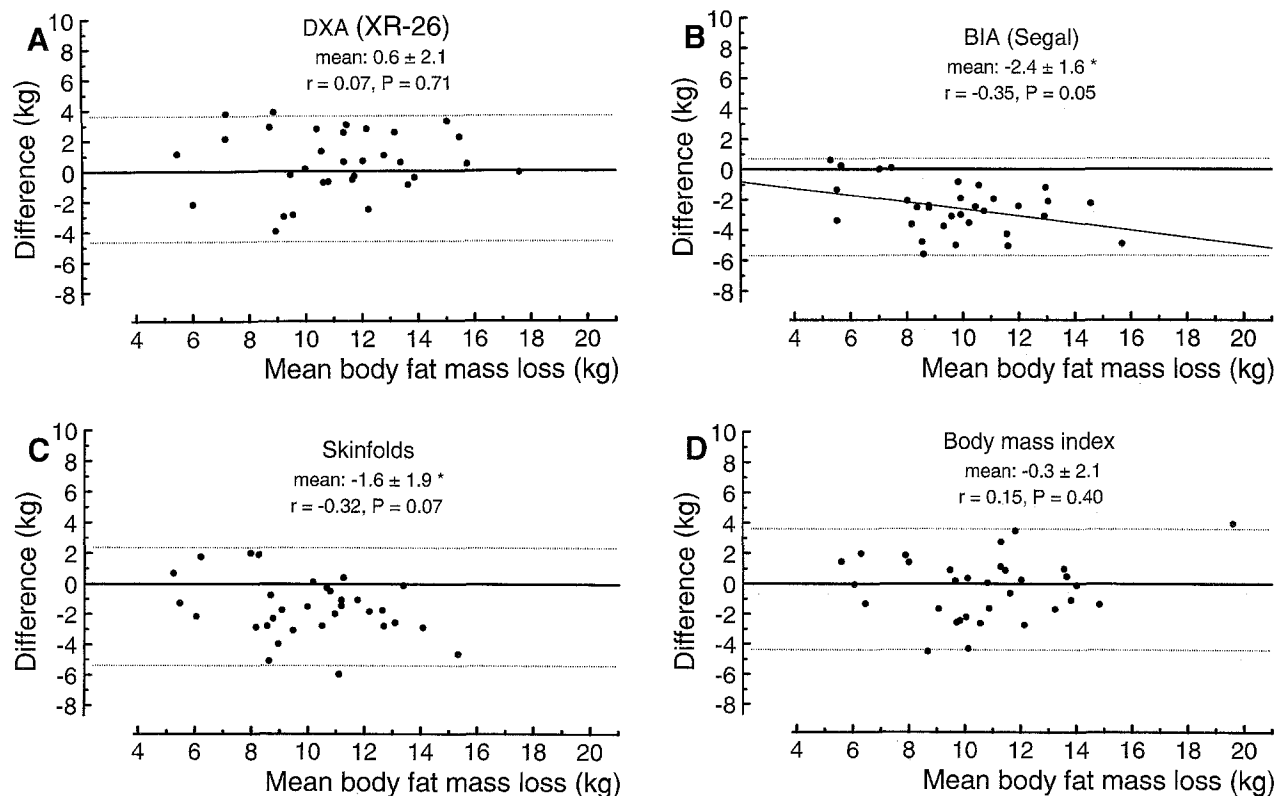 A
DXA (XR-26)
mean: 0.6 ± 2.1
r = 0.07, P = 0.71
Difference (kg)
10
8
6
4
2
0
-2
-4
-6
-8
4 6 8 10 12 14 16 18 20
Mean body fat mass loss (kg)
B
BIA (Segal)
mean: -2.4 ± 1.6 *
r = -0.35, P = 0.05
Difference (kg)
10
8
6
4
2
0
-2
-4
-6
-8
4 6 8 10 12 14 16 18 20
Mean body fat mass loss (kg)
C
Skinfolds
mean: -1.6 ± 1.9 *
r = -0.32, P = 0.07
Difference (kg)
10
8
6
4
2
0
-2
-4
-6
-8
4 6 8 10 12 14 16 18 20
Mean body fat mass loss (kg)
D
Body mass index
mean: -0.3 ± 2.1
r = 0.15, P = 0.40
Difference (kg)
10
8
6
4
2
0
-2
-4
-6
-8
4 6 8 10 12 14 16 18 20
Mean body fat mass loss (kg)